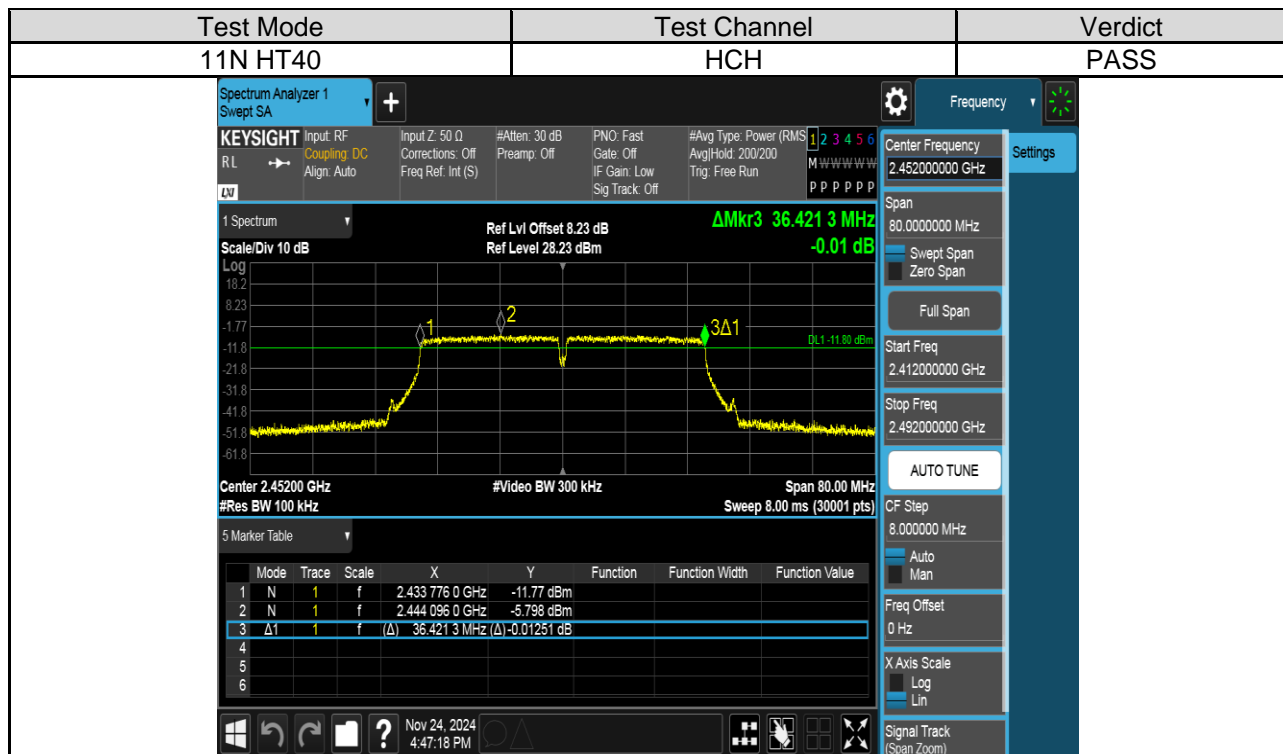 Test Mode Test Channel Verdict
11N HT40 HCH PASS
Spectrum Analyzer 1
Swept SA
+
Frequency
KEYSIGHT
RL
LXI
Input: RF
Coupling: DC
Align: Auto
Input Z: 50 Ω
Corrections: Off
Freq Ref: Int (S)
#Atten: 30 dB
Preamp: Off
PNO: Fast
Gate: Off
IF Gain: Low
Sig Track: Off
#Avg Type: Power (RMS
Avg|Hold: 200/200
Trig: Free Run
1 2 3 4 5 6
M W W W W W
P P P P P P
Center Frequency
2.452000000 GHz
Settings
Span
80.0000000 MHz
Swept Span
Zero Span
Full Span
Start Freq
2.412000000 GHz
Stop Freq
2.492000000 GHz
AUTO TUNE
CF Step
8.000000 MHz
Auto
Man
Freq Offset
0 Hz
X Axis Scale
Log
Lin
Signal Track
(Span Zoom)
1 Spectrum
Scale/Div 10 dB
Ref Lvl Offset 8.23 dB
Ref Level 28.23 dBm
ΔMkr3 36.421 3 MHz
-0.01 dB
Log
18.2
8.23
-1.77
-11.8
-21.8
-31.8
-41.8
-51.8
-61.8
1
2
3Δ1
DL1 -11.80 dBm
Center 2.45200 GHz #Video BW 300 kHz Span 80.00 MHz
#Res BW 100 kHz Sweep 8.00 ms (30001 pts)
5 Marker Table
Mode Trace Scale X Y Function Function Width Function Value
1 N 1 f 2.433 776 0 GHz -11.77 dBm
2 N 1 f 2.444 096 0 GHz -5.798 dBm
3 Δ1 1 f (Δ) 36.421 3 MHz (Δ) -0.01251 dB
4
5
6
?
Nov 24, 2024
4:47:18 PM